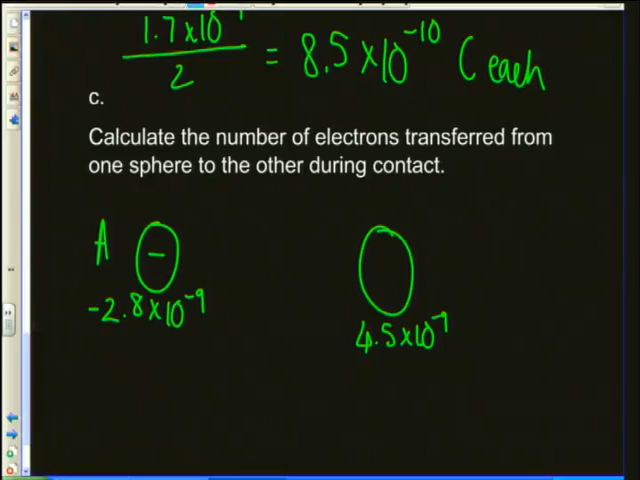 1.7x10
2
= 8.5x10⁻¹⁰ C each
c.
Calculate the number of electrons transferred from
one sphere to the other during contact.
A
−
-2.8x10⁻⁹
4.5x10⁻⁹